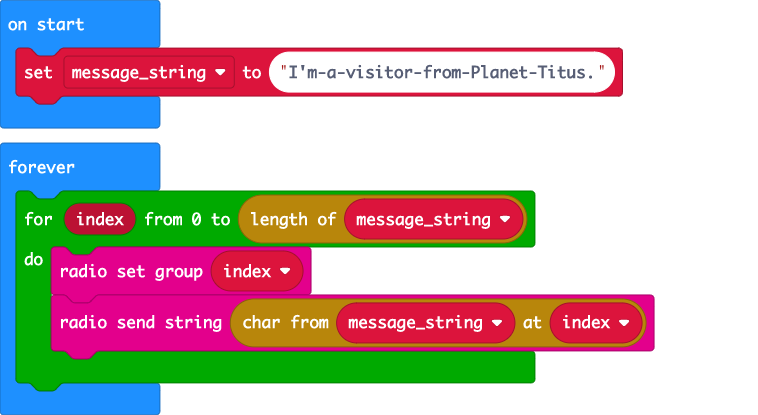 on start
set message_string to "I'm-a-visitor-from-Planet-Titus."
forever
for index from 0 to length of message_string
do
radio set group index
radio send string char from message_string at index